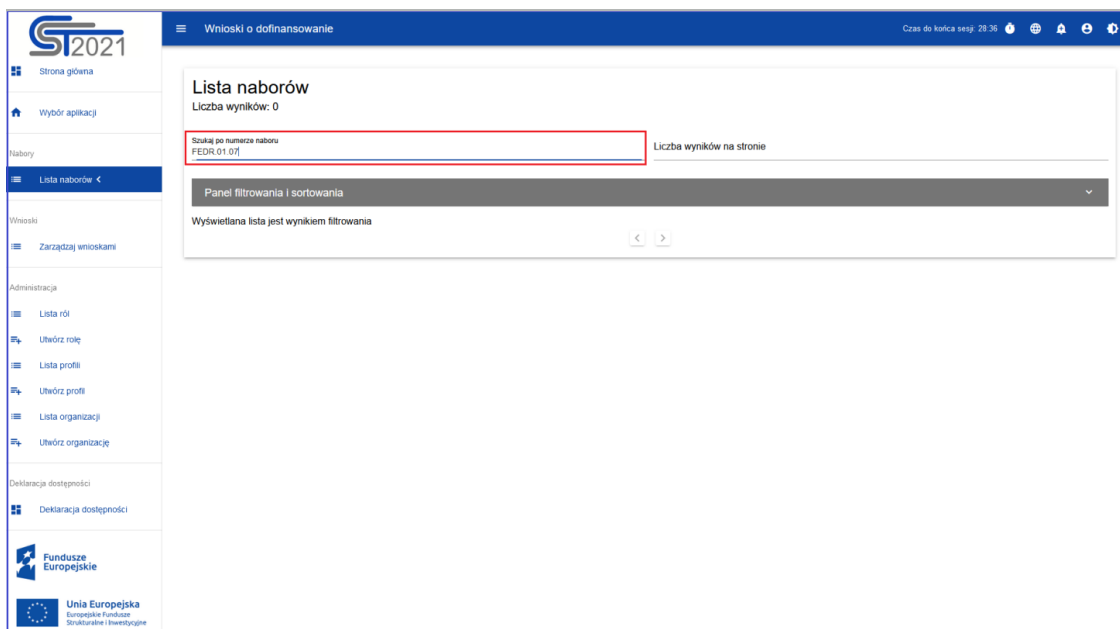 ST2021
Wnioski o dofinansowanie
Czas do końca sesji: 28:36
Strona główna
Wybór aplikacji
Nabory
Lista naborów <
Wnioski
Zarządzaj wnioskami
Administracja
Lista ról
Utwórz rolę
Lista profili
Utwórz profil
Lista organizacji
Utwórz organizację
Deklaracja dostępności
Deklaracja dostępności
Fundusze
Europejskie
Unia Europejska
Europejskie Fundusze
Strukturalne i Inwestycyjne
Lista naborów
Liczba wyników: 0
Szukaj po numerze naboru
FEDR.01.07
Liczba wyników na stronie
Panel filtrowania i sortowania
Wyświetlana lista jest wynikiem filtrowania
< >